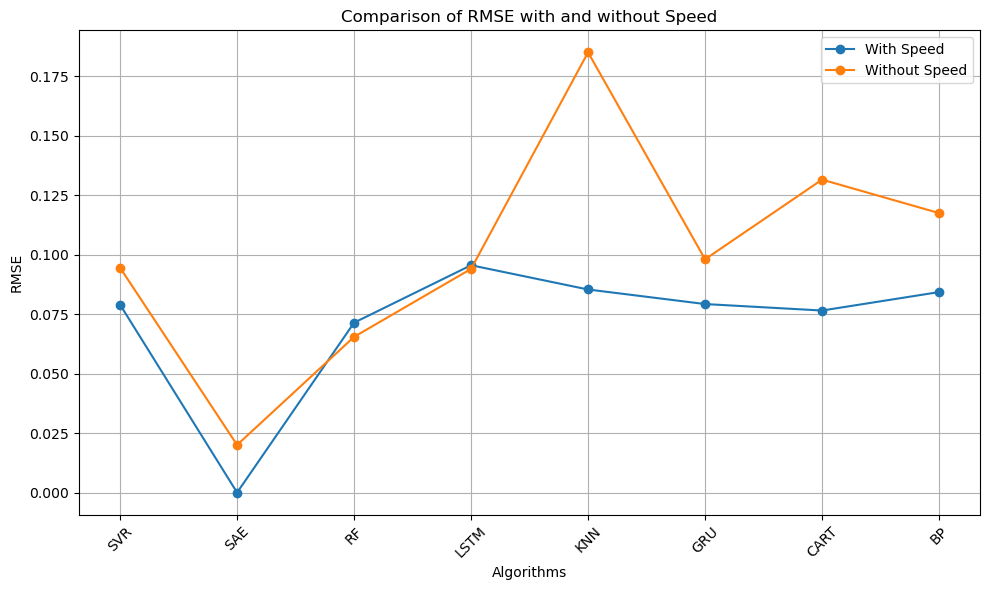 Comparison of RMSE with and without Speed
With Speed
Without Speed
RMSE
0.175
0.150
0.125
0.100
0.075
0.050
0.025
0.000
SVR
SAE
RF
LSTM
KNN
GRU
CART
BP
Algorithms